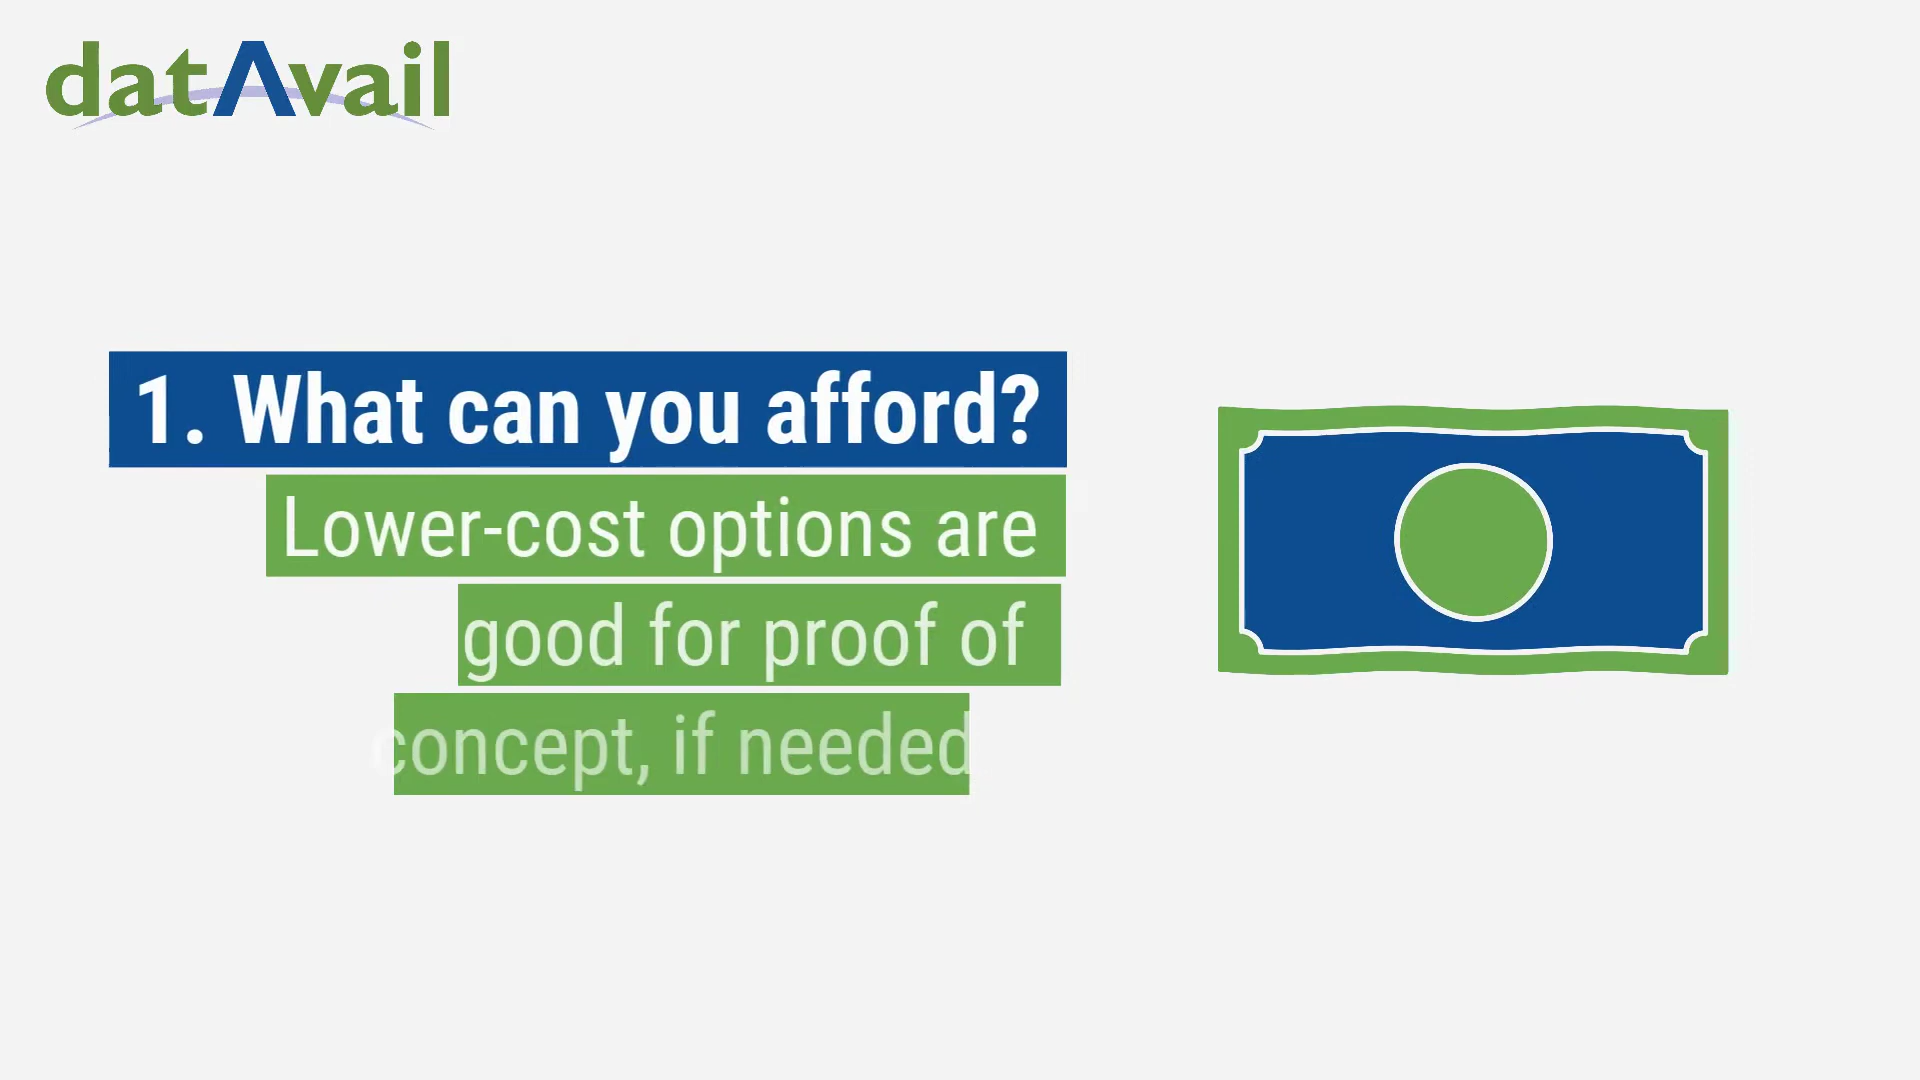 datAvail
1. What can you afford?
Lower-cost options are
good for proof of
concept, if needed.